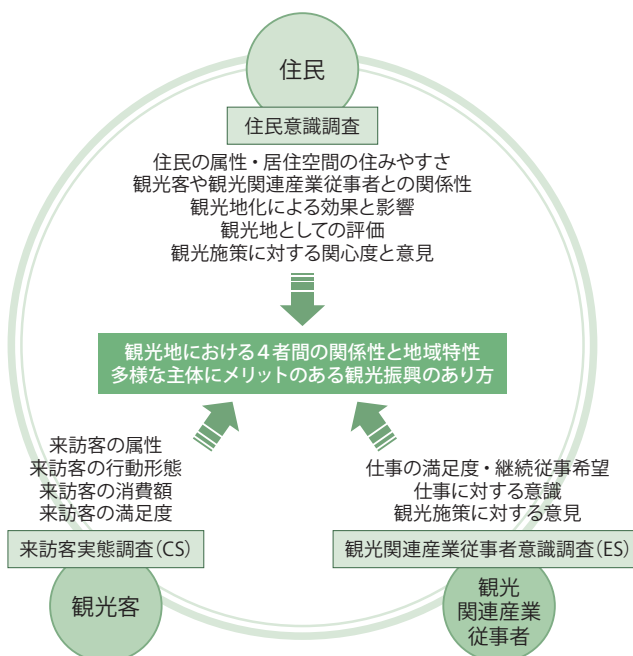 住民
住民意識調査
住民の属性・居住空間の住みやすさ
観光客や観光関連産業従事者との関係性
観光地化による効果と影響
観光地としての評価
観光施策に対する関心度と意見
観光地における4者間の関係性と地域特性
多様な主体にメリットのある観光振興のあり方
来訪客の属性
来訪客の行動形態
来訪客の消費額
来訪客の満足度
来訪客実態調査(CS)
観光客
仕事の満足度・継続従事希望
仕事に対する意識
観光施策に対する意見
観光関連産業従事者意識調査(ES)
観光
関連産業
従事者